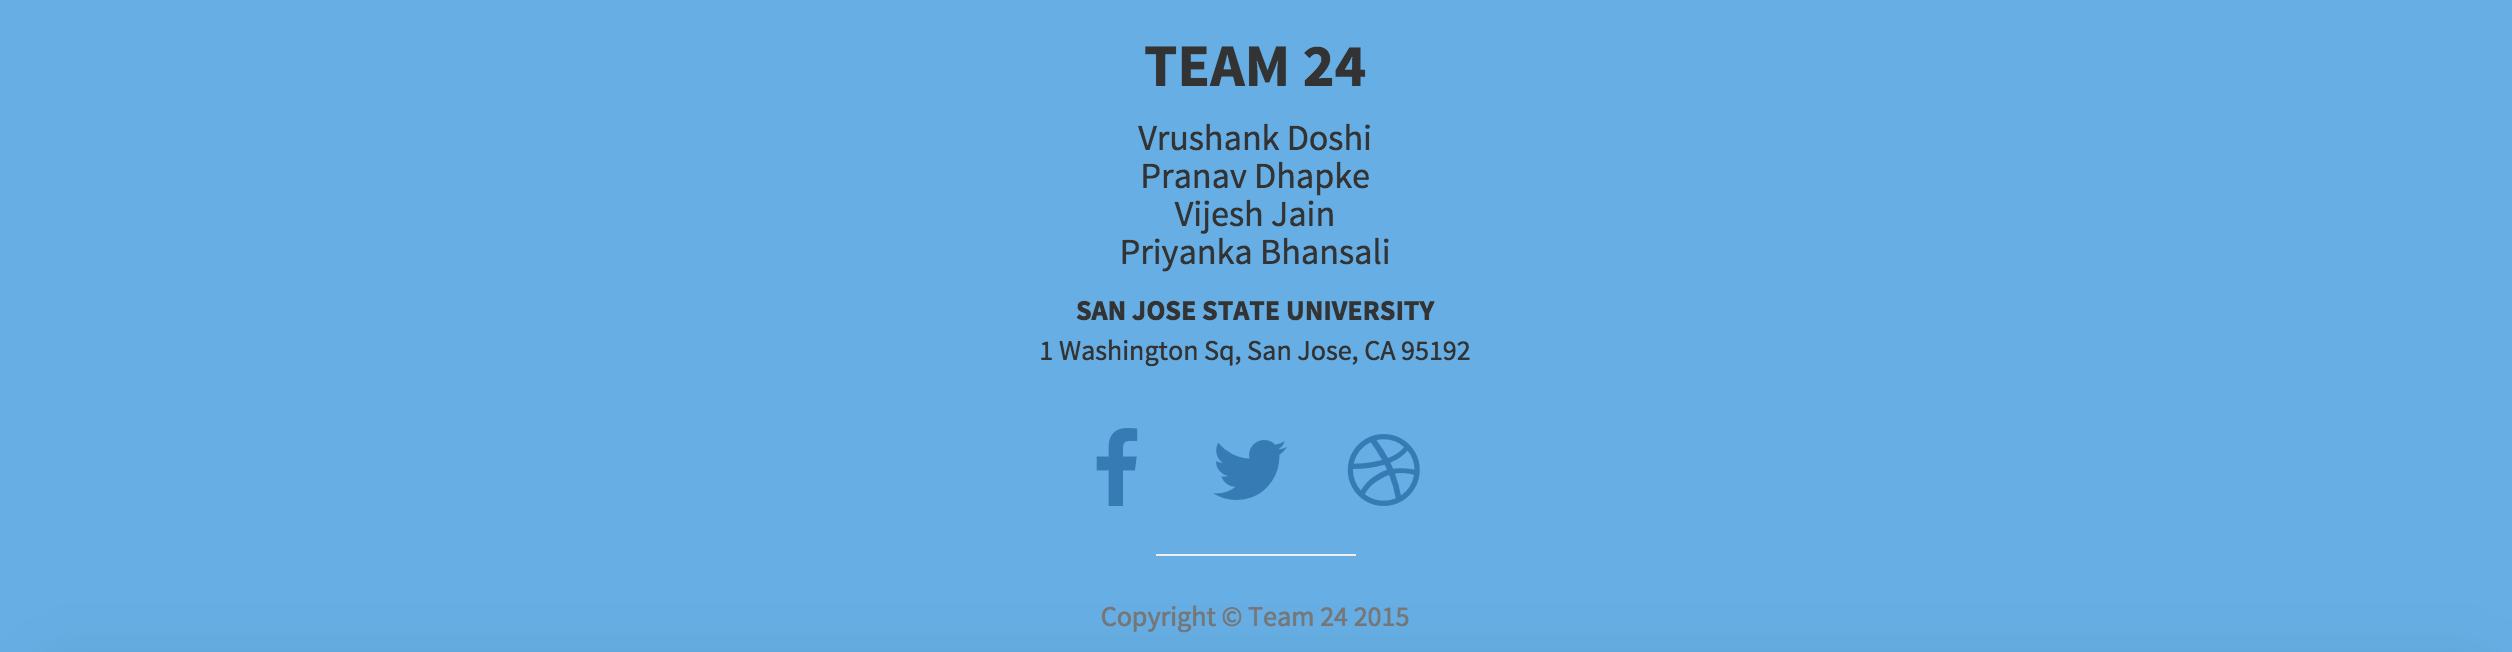 TEAM 24
Vrushank Doshi
Pranav Dhapke
Vijesh Jain
Priyanka Bhansali
SAN JOSE STATE UNIVERSITY
1 Washington Sq, San Jose, CA 95192
Copyright © Team 24 2015